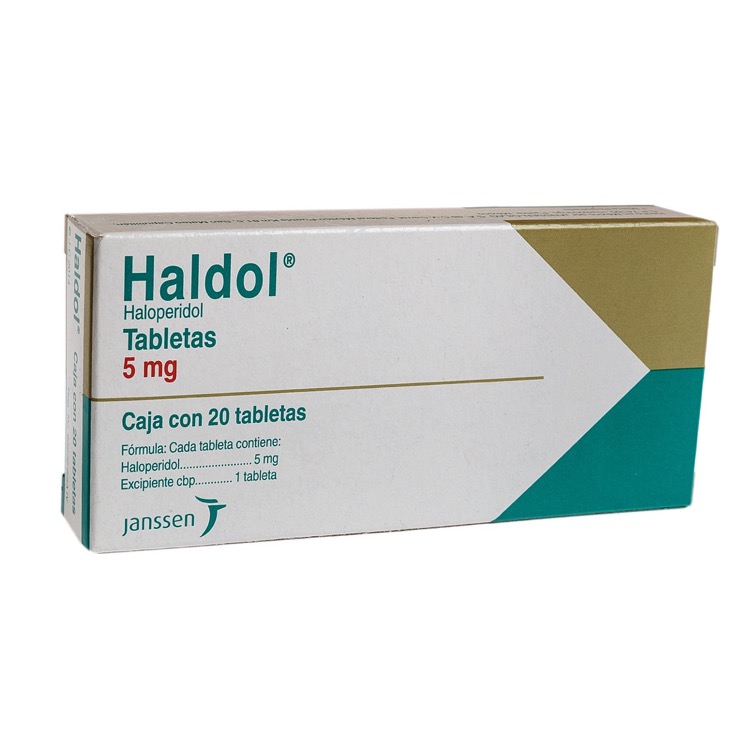 Haldol®
Haloperidol
Tabletas
5 mg
Caja con 20 tabletas
Fórmula: Cada tableta contiene:
Haloperidol........................ 5 mg
Excipiente cbp............ 1 tableta
janssen
Haldol®
Caja con 20 tabletas